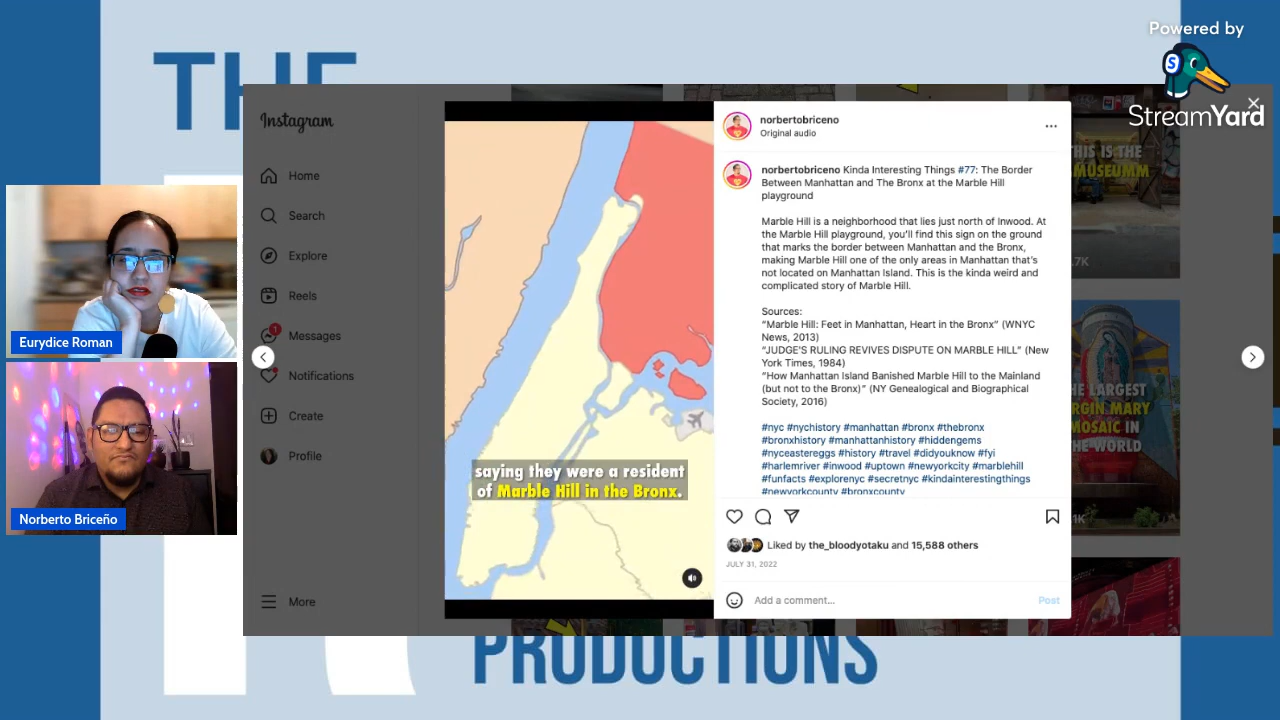 THE
Powered by
StreamYard
Instagram
Home
Search
Explore
Reels
1
Messages
Notifications
Create
Profile
More
Eurydice Roman
Norberto Briceño
saying they were a resident
of Marble Hill in the Bronx.
norbertobriceno
Original audio
norbertobriceno Kinda Interesting Things #77: The Border
Between Manhattan and The Bronx at the Marble Hill
playground
Marble Hill is a neighborhood that lies just north of Inwood. At
the Marble Hill playground, you'll find this sign on the ground
that marks the border between Manhattan and the Bronx,
making Marble Hill one of the only areas in Manhattan that's
not located on Manhattan Island. This is the kinda weird and
complicated story of Marble Hill.
Sources:
"Marble Hill: Feet in Manhattan, Heart in the Bronx" (WNYC
News, 2013)
"JUDGE'S RULING REVIVES DISPUTE ON MARBLE HILL" (New
York Times, 1984)
"How Manhattan Island Banished Marble Hill to the Mainland
(but not to the Bronx)" (NY Genealogical and Biographical
Society, 2016)
#nyc #nychistory #manhattan #bronx #thebronx
#bronxhistory #manhattanhistory #hiddengems
#nyceastereggs #history #travel #didyouknow #fyi
#harlemriver #inwood #uptown #newyorkcity #marblehill
#funfacts #explorenyc #secretnyc #kindainterestingthings
#newyorkcounty #bronxcounty
Liked by the_bloodyotaku and 15,588 others
JULY 31, 2022
Add a comment...
Post
THIS IS THE
MUSEUMM
.7K
THE LARGEST
VIRGIN MARY
MOSAIC IN
THE WORLD
1K
PRODUCTIONS